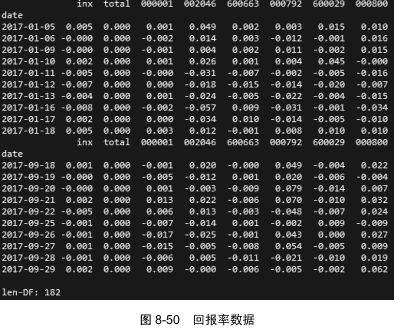 inx total 000001 002046 600663 000792 600029 000800
date
2017-01-05 0.005 0.000 0.001 0.049 0.002 0.003 0.015 0.010
2017-01-06 -0.000 0.000 -0.002 0.014 0.003 -0.012 -0.001 0.016
2017-01-09 -0.000 0.000 -0.001 0.004 0.002 0.011 -0.002 0.015
2017-01-10 0.002 0.000 0.001 0.026 0.001 0.004 0.045 -0.000
2017-01-11 -0.005 0.000 -0.000 -0.031 -0.007 -0.002 -0.005 -0.016
2017-01-12 -0.007 0.000 0.000 -0.018 -0.015 -0.014 -0.020 -0.007
2017-01-13 -0.004 0.000 0.001 -0.024 -0.005 -0.022 -0.004 -0.015
2017-01-16 -0.008 0.000 -0.002 -0.057 0.009 -0.031 -0.001 -0.034
2017-01-17 0.002 0.000 0.000 -0.034 0.010 -0.014 -0.005 -0.010
2017-01-18 0.005 0.000 0.003 0.012 -0.001 0.008 0.010 0.010
inx total 000001 002046 600663 000792 600029 000800
date
2017-09-18 0.001 0.000 -0.001 0.020 -0.000 0.049 -0.004 0.022
2017-09-19 -0.000 0.000 -0.005 -0.012 0.001 0.020 -0.006 -0.004
2017-09-20 -0.000 0.000 0.001 -0.003 -0.009 0.079 -0.014 0.007
2017-09-21 0.002 0.000 0.013 0.022 -0.006 0.070 -0.010 0.032
2017-09-22 -0.005 0.000 0.006 0.013 -0.003 -0.048 -0.007 0.024
2017-09-25 -0.001 0.000 -0.007 -0.014 0.001 -0.002 0.009 -0.009
2017-09-26 -0.001 0.000 -0.017 -0.025 -0.001 0.043 0.000 0.027
2017-09-27 0.001 0.000 -0.015 -0.005 -0.008 0.054 -0.005 0.009
2017-09-28 -0.001 0.000 -0.006 0.005 -0.011 -0.021 -0.010 0.019
2017-09-29 0.002 0.000 0.009 -0.000 -0.006 -0.005 -0.002 0.062
len-DF: 182
图 8-50 回报率数据